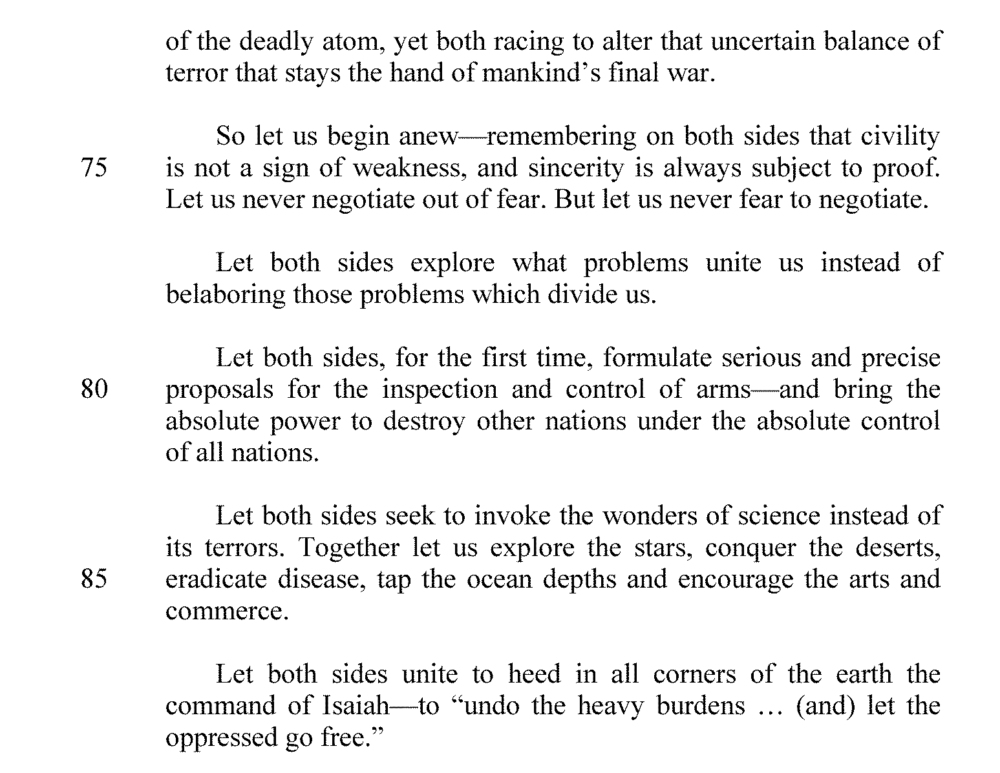 of the deadly atom, yet both racing to alter that uncertain balance of
terror that stays the hand of mankind’s final war.
So let us begin anew—remembering on both sides that civility
75 is not a sign of weakness, and sincerity is always subject to proof.
Let us never negotiate out of fear. But let us never fear to negotiate.
Let both sides explore what problems unite us instead of
belaboring those problems which divide us.
Let both sides, for the first time, formulate serious and precise
80 proposals for the inspection and control of arms—and bring the
absolute power to destroy other nations under the absolute control
of all nations.
Let both sides seek to invoke the wonders of science instead of
its terrors. Together let us explore the stars, conquer the deserts,
85 eradicate disease, tap the ocean depths and encourage the arts and
commerce.
Let both sides unite to heed in all corners of the earth the
command of Isaiah—to “undo the heavy burdens … (and) let the
oppressed go free.”